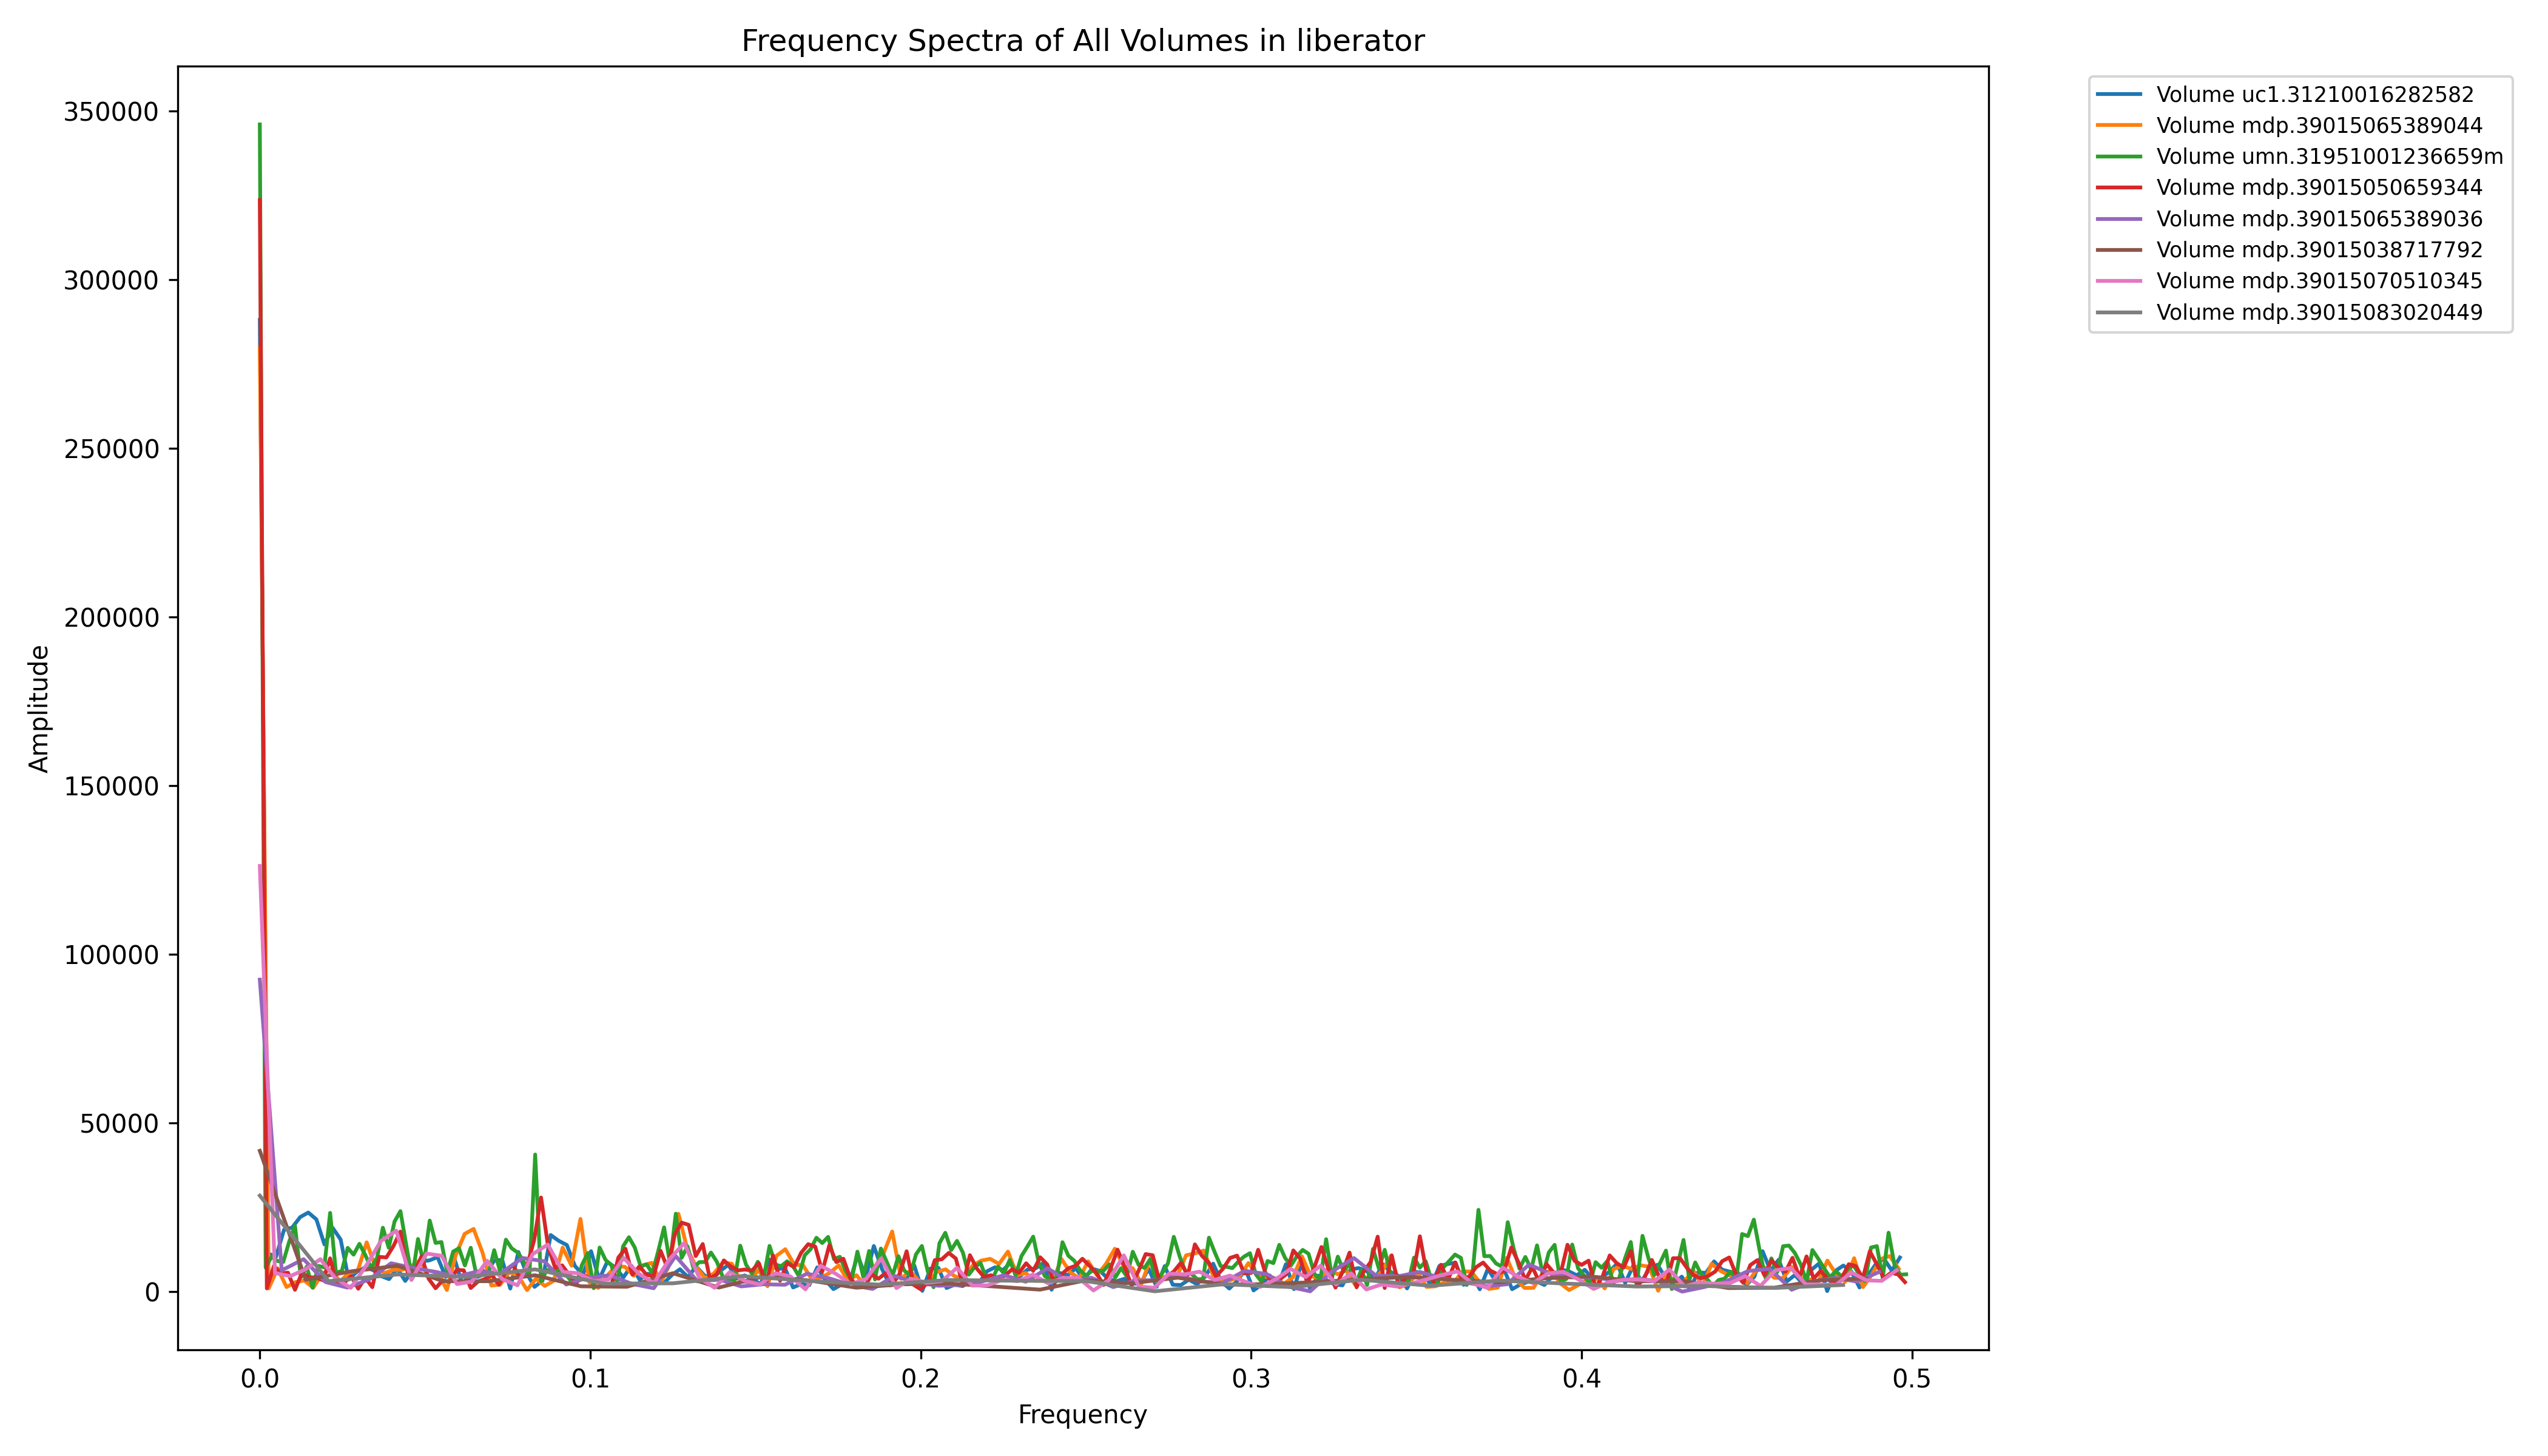 Frequency Spectra of All Volumes in liberator
350000
300000
250000
200000
150000
100000
50000
0
Amplitude
0.0 0.1 0.2 0.3 0.4 0.5
Frequency
Volume uc1.31210016282582
Volume mdp.39015065389044
Volume umn.31951001236659m
Volume mdp.39015050659344
Volume mdp.39015065389036
Volume mdp.39015038717792
Volume mdp.39015070510345
Volume mdp.39015083020449